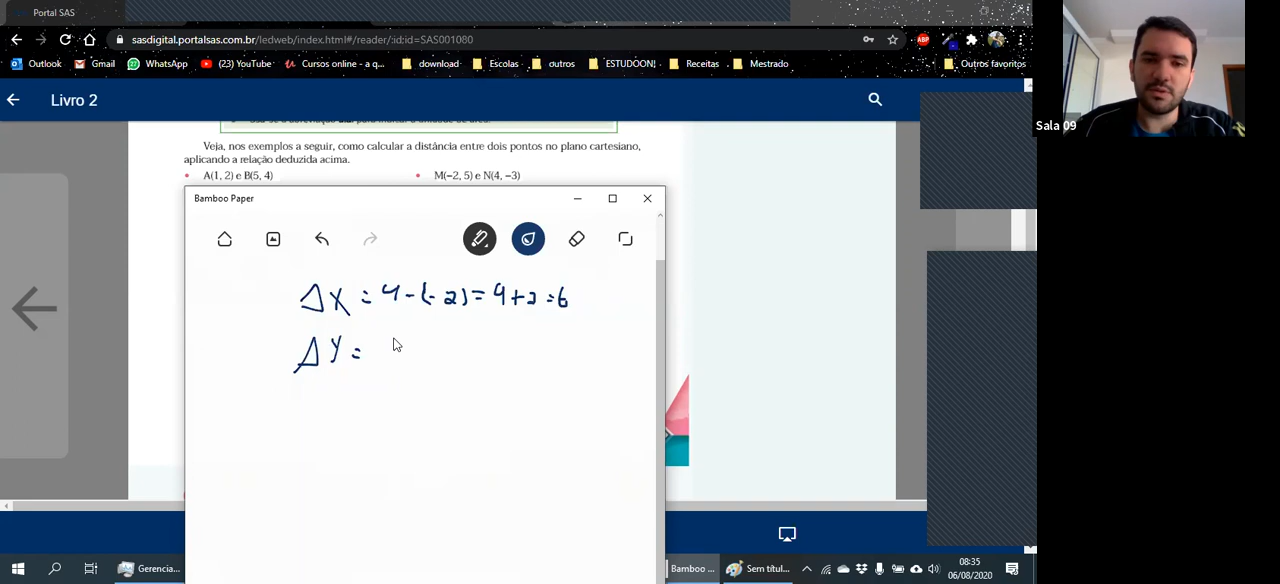 Portal SAS
sasdigital.portalsas.com.br/ledweb/index.html#/reader/:id:id=SAS001080
Outlook
Gmail
WhatsApp
(23) YouTube
Cursos online - a q...
download
Escolas
outros
ESTUDOON!
Receitas
Mestrado
Outros favoritos
Livro 2
Sala 09
Veja, nos exemplos a seguir, como calcular a distância entre dois pontos no plano cartesiano,
aplicando a relação deduzida acima.
• A(1, 2) e B(5, 4)
• M(−2, 5) e N(4, −3)
Bamboo Paper
ΔX = 4 - (- 2) = 4 + 2 = 6
ΔY =
Gerencia...
Bamboo ...
Sem títul...
08:35
06/08/2020